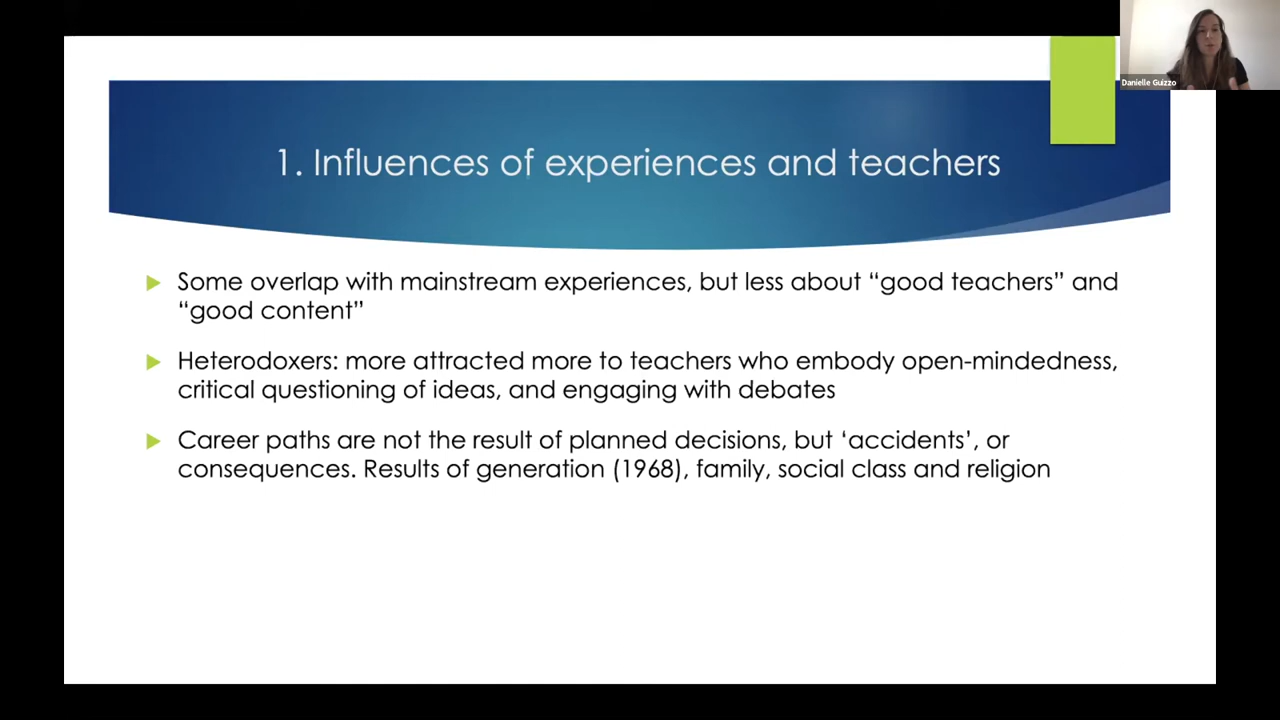 Danielle Guizzo
1. Influences of experiences and teachers
Some overlap with mainstream experiences, but less about “good teachers” and
“good content”
Heterodoxers: more attracted more to teachers who embody open-mindedness,
critical questioning of ideas, and engaging with debates
Career paths are not the result of planned decisions, but ‘accidents’, or
consequences. Results of generation (1968), family, social class and religion